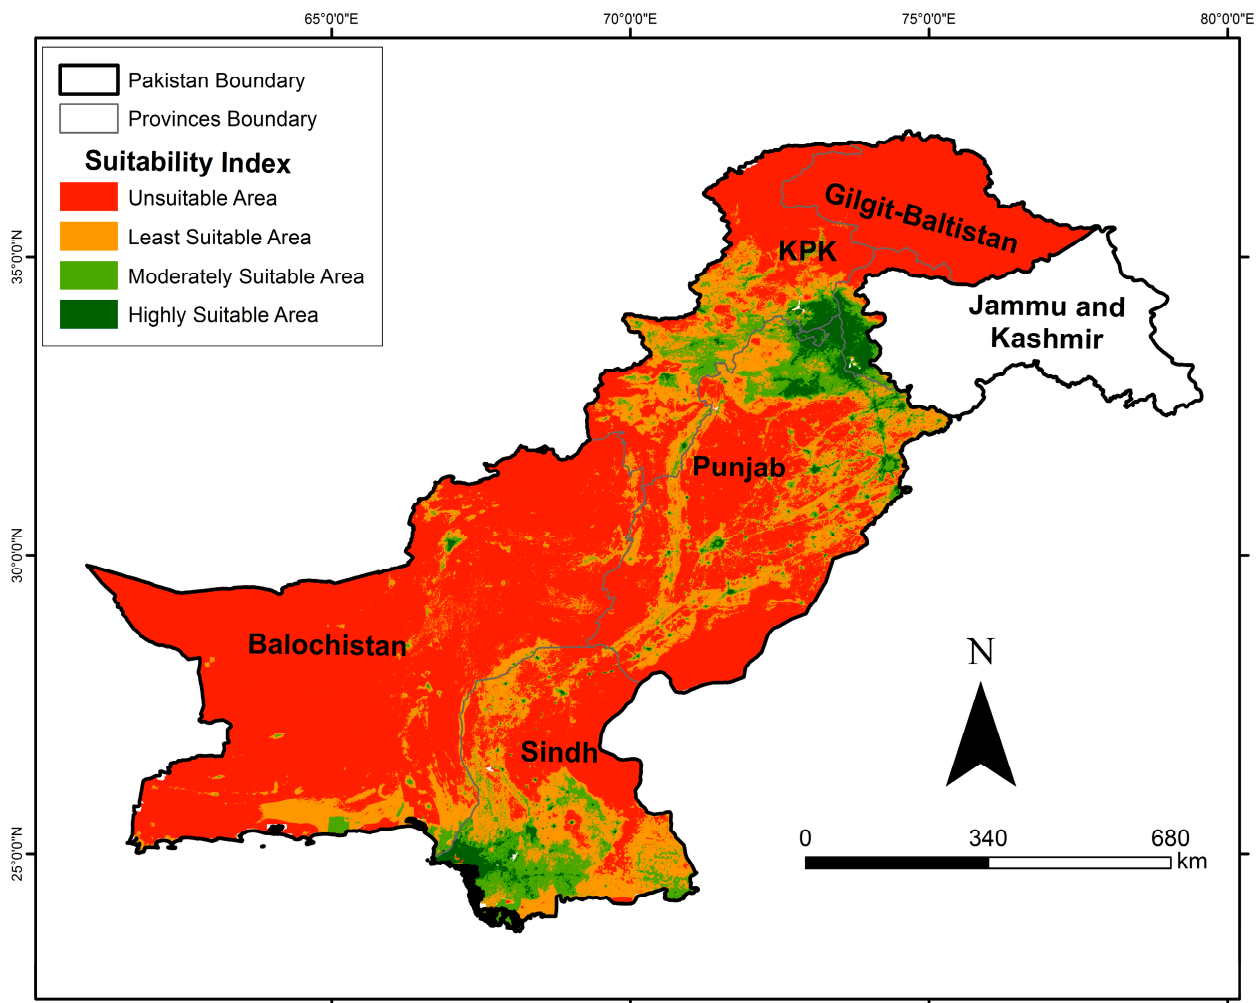 65°0'0"E
70°0'0"E
75°0'0"E
80°0'0"E
Pakistan Boundary
Provinces Boundary
Suitability Index
Unsuitable Area
Least Suitable Area
Moderately Suitable Area
Highly Suitable Area
35°0'0"N
30°0'0"N
25°0'0"N
Gilgit-Baltistan
KPK
Jammu and
Kashmir
Punjab
Balochistan
Sindh
N
0
340
680
km